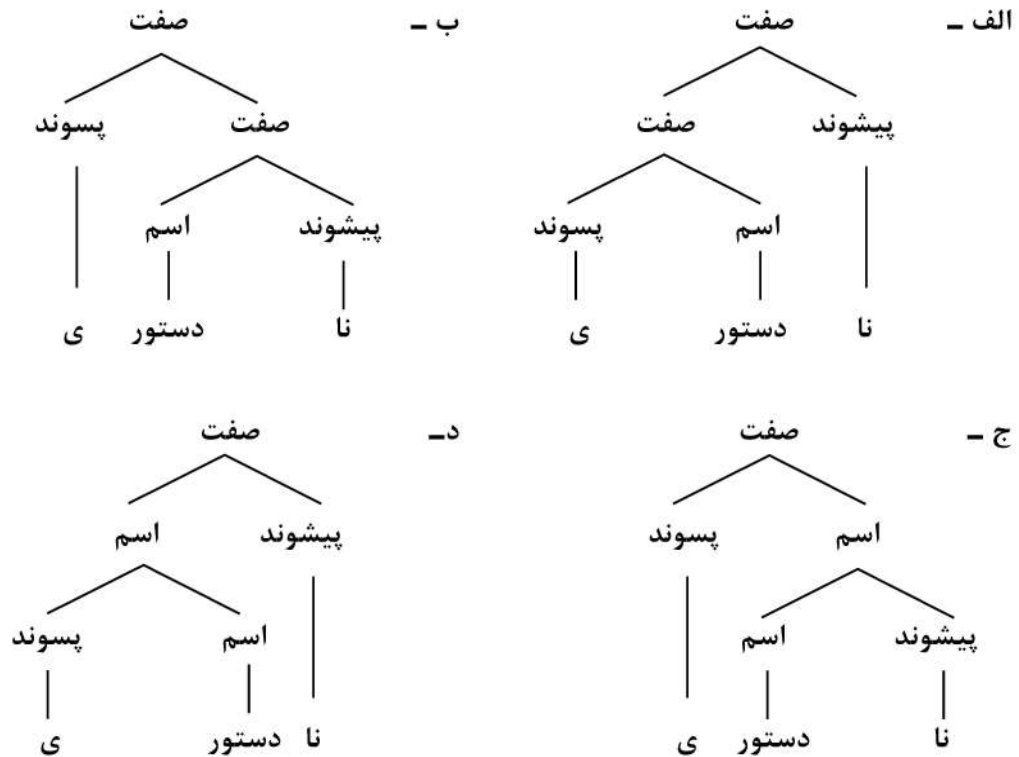 الف ـ
صفت
پیشوند صفت
اسم پسوند
نا دستور ی
ب ـ
صفت
صفت پسوند
پیشوند اسم
نا دستور ی
ج ـ
صفت
اسم پسوند
پیشوند اسم
نا دستور ی
دـ
صفت
پیشوند اسم
اسم پسوند
نا دستور ی